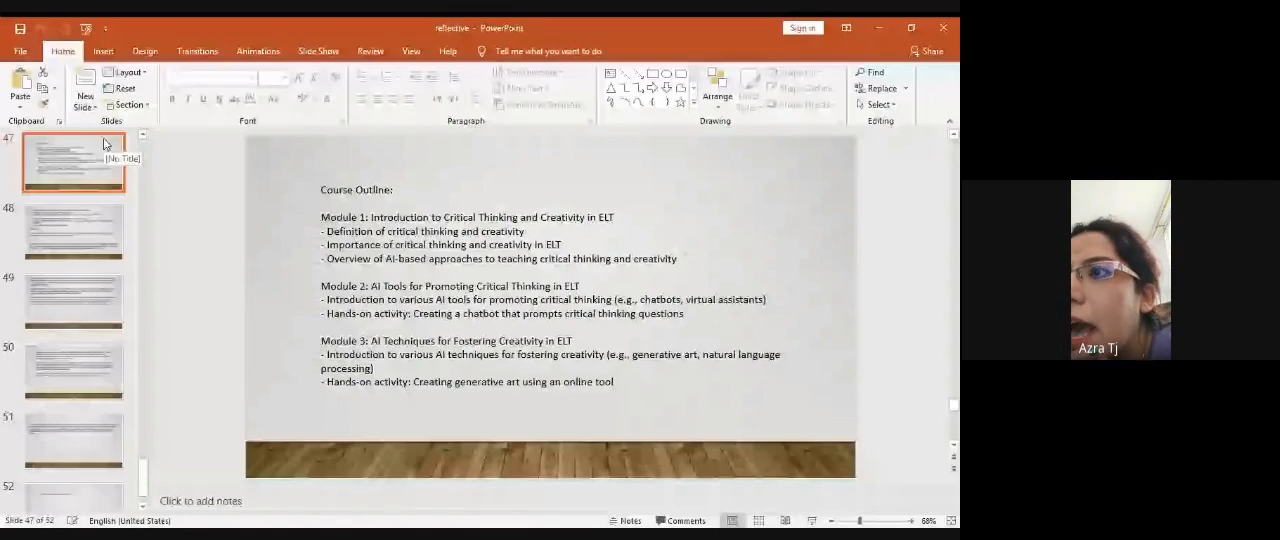 reflective - PowerPoint
Sign in
File Home Insert Design Transitions Animations Slide Show Review View Help Tell me what you want to do Share
Paste
New
Slide
Layout
Reset
Section
Arrange
Find
Replace
Select
Clipboard Slides Font Paragraph Drawing Editing
47
[No Title]
48
49
50
51
52
Course Outline:
Module 1: Introduction to Critical Thinking and Creativity in ELT
- Definition of critical thinking and creativity
- Importance of critical thinking and creativity in ELT
- Overview of AI-based approaches to teaching critical thinking and creativity
Module 2: AI Tools for Promoting Critical Thinking in ELT
- Introduction to various AI tools for promoting critical thinking (e.g., chatbots, virtual assistants)
- Hands-on activity: Creating a chatbot that prompts critical thinking questions
Module 3: AI Techniques for Fostering Creativity in ELT
- Introduction to various AI techniques for fostering creativity (e.g., generative art, natural language
processing)
- Hands-on activity: Creating generative art using an online tool
Click to add notes
Slide 47 of 52 English (United States) Notes Comments 68%
Azra Tj